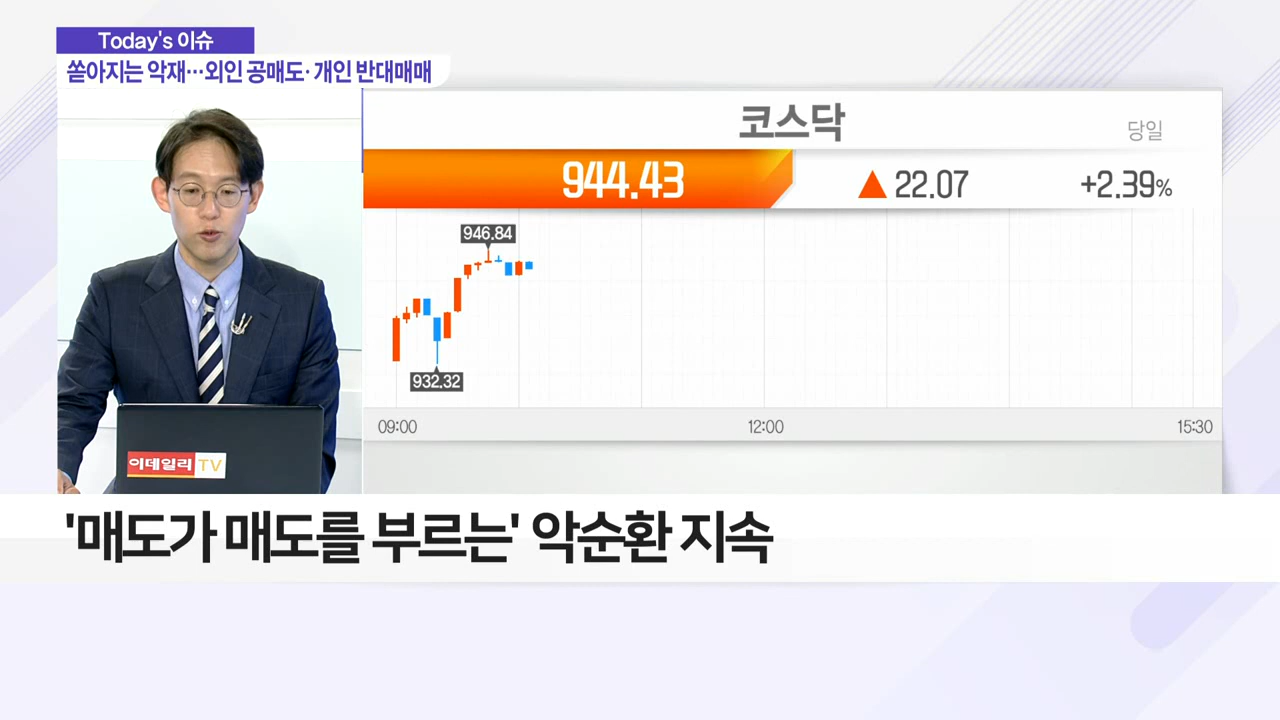 Today's 이슈
쏟아지는 악재…외인 공매도·개인 반대매매
코스닥
당일
944.43
▲ 22.07
+2.39%
946.84
932.32
09:00
12:00
15:30
이데일리 TV
'매도가 매도를 부르는' 악순환 지속